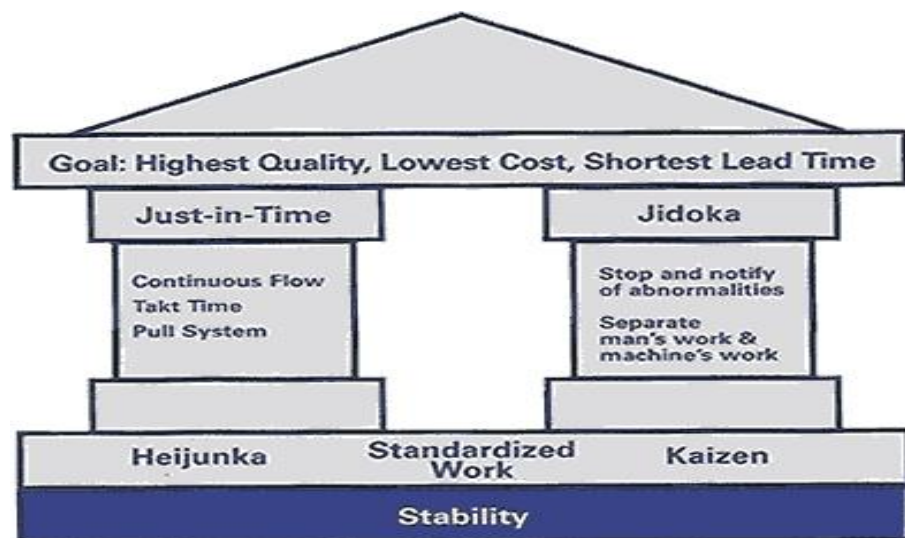 Goal: Highest Quality, Lowest Cost, Shortest Lead Time
Just-in-Time
Jidoka
Continuous Flow
Takt Time
Pull System
Stop and notify
of abnormalities
Separate
man's work &
machine's work
Heijunka
Standardized
Work
Kaizen
Stability